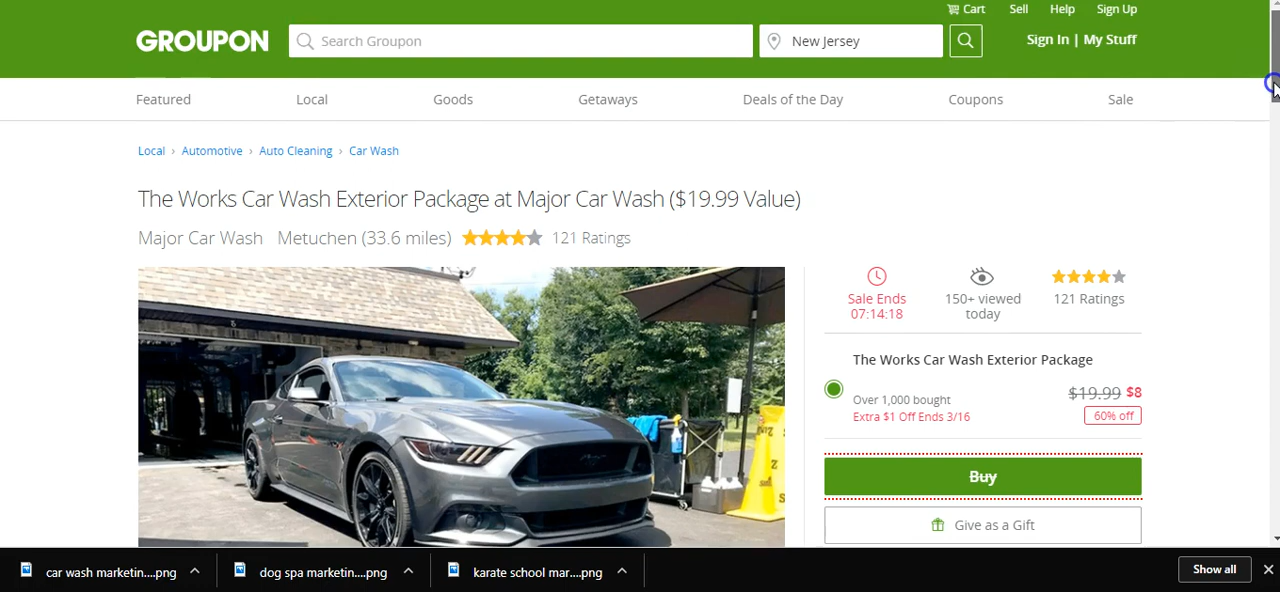 Cart Sell Help Sign Up
GROUPON Search Groupon New Jersey Sign In | My Stuff
Featured Local Goods Getaways Deals of the Day Coupons Sale
Local › Automotive › Auto Cleaning › Car Wash
The Works Car Wash Exterior Package at Major Car Wash ($19.99 Value)
Major Car Wash Metuchen (33.6 miles) 121 Ratings
Sale Ends 150+ viewed 121 Ratings
07:14:18 today
The Works Car Wash Exterior Package
$19.99 $8
Over 1,000 bought
Extra $1 Off Ends 3/16 60% off
Buy
Give as a Gift
car wash marketin....png dog spa marketin....png karate school mar....png Show all